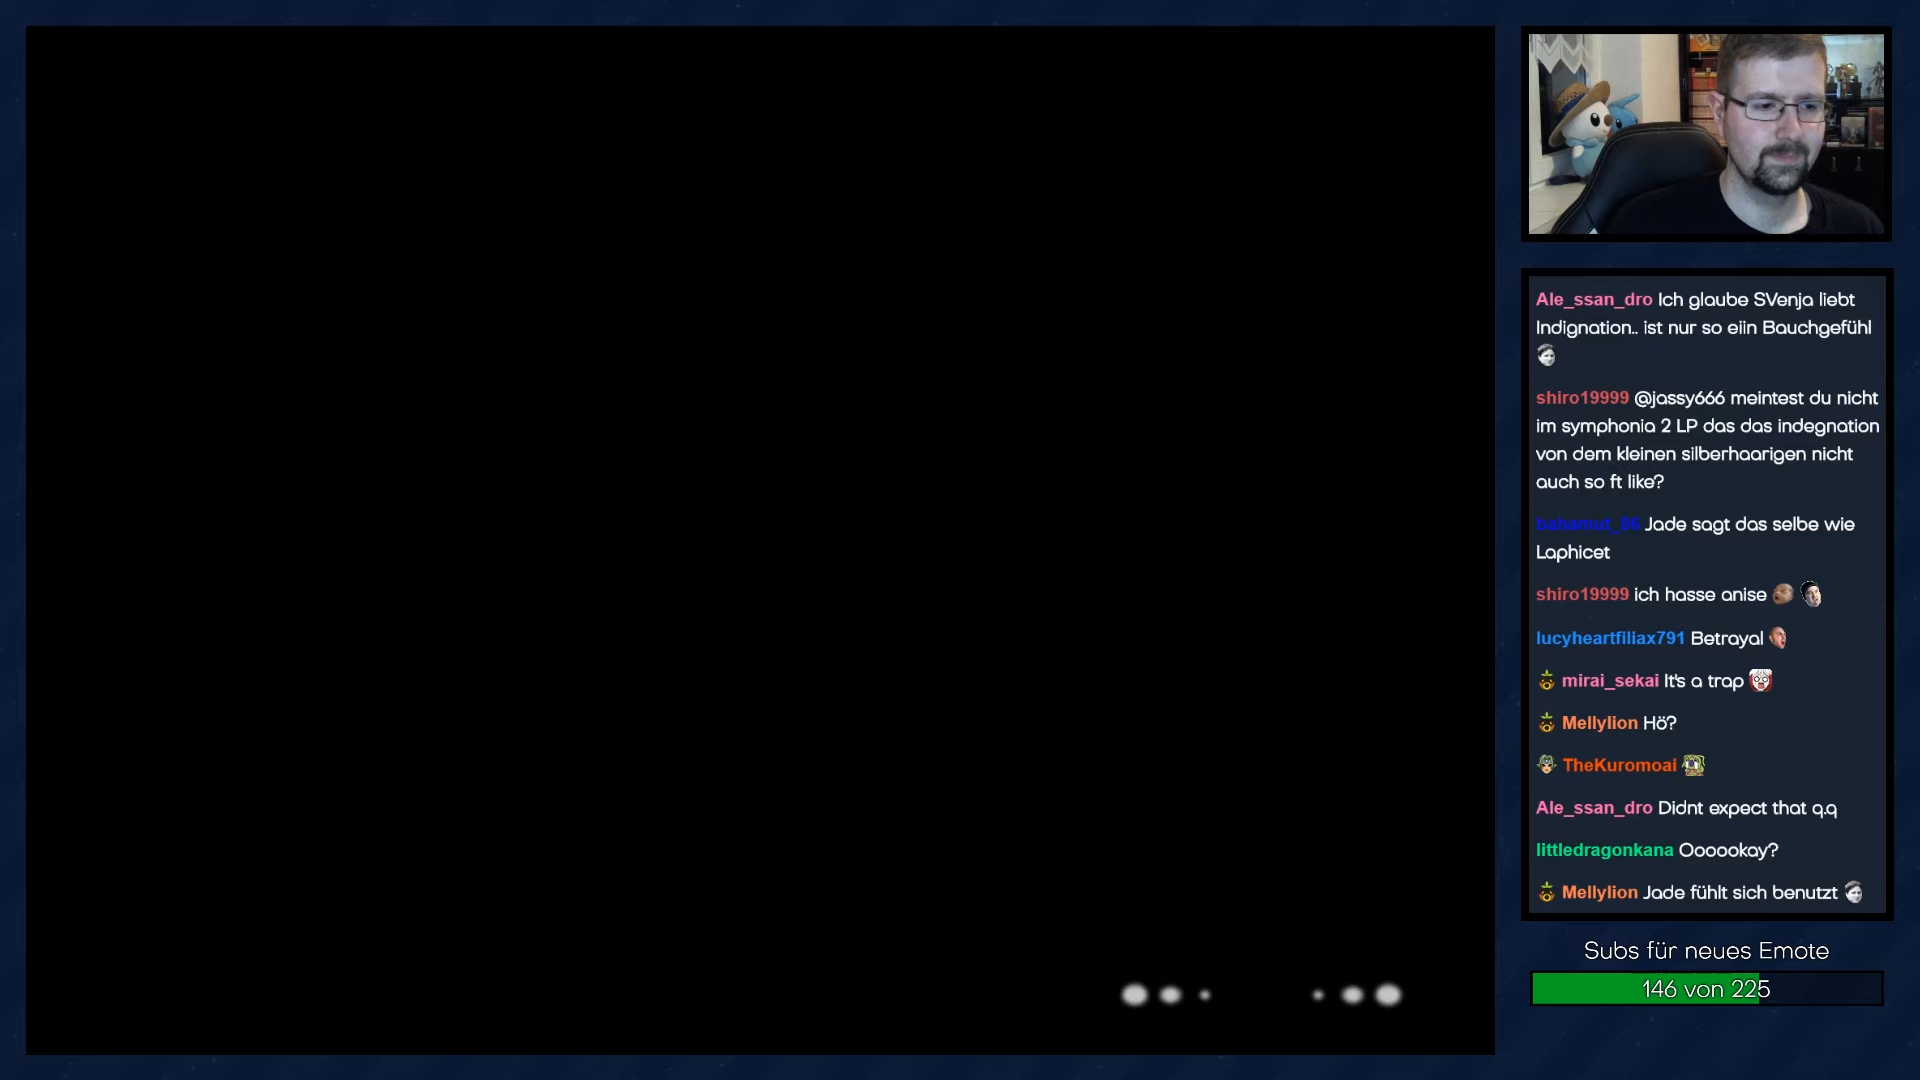 Ale_ssan_dro Ich glaube SVenja liebt
Indignation.. ist nur so eiin Bauchgefühl
shiro19999 @jassy666 meintest du nicht
im symphonia 2 LP das das indegnation
von dem kleinen silberhaarigen nicht
auch so ft like?
bahamut_86 Jade sagt das selbe wie
Laphicet
shiro19999 ich hasse anise
lucyheartfiliax791 Betrayal
mirai_sekai It's a trap
Mellylion Hö?
TheKuromoai
Ale_ssan_dro Didnt expect that q.q
littledragonkana Oooookay?
Mellylion Jade fühlt sich benutzt
Subs für neues Emote
146 von 225